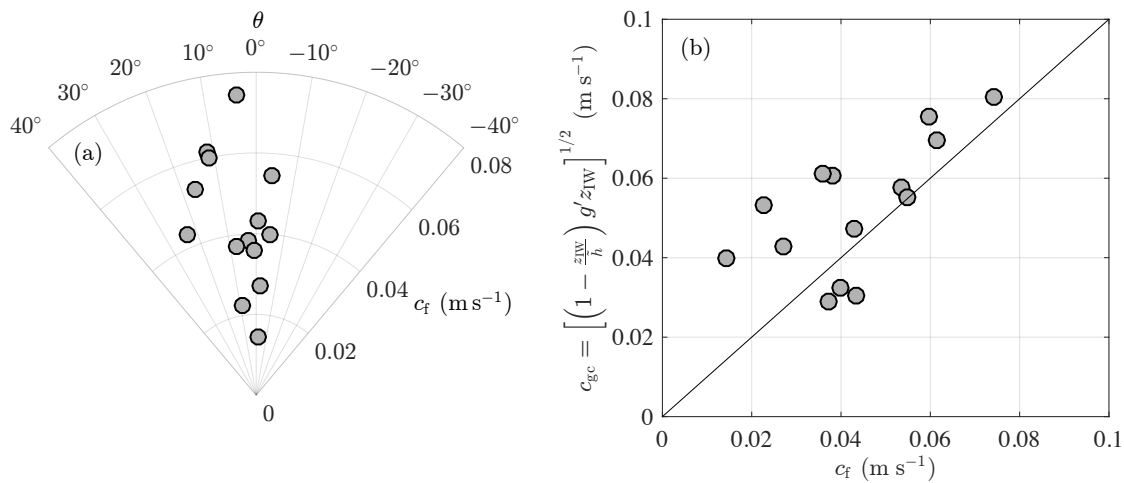 θ
40° 30° 20° 10° 0° −10° −20° −30° −40°
(a)
0.08
0.06
0.04
0.02
0
c_f (m s⁻¹)
(b)
0.1
0.08
0.06
0.04
0.02
0
c_gc = [(1 − z_IW/ĥ) g′z_IW]^1/2 (m s⁻¹)
0 0.02 0.04 0.06 0.08 0.1
c_f (m s⁻¹)